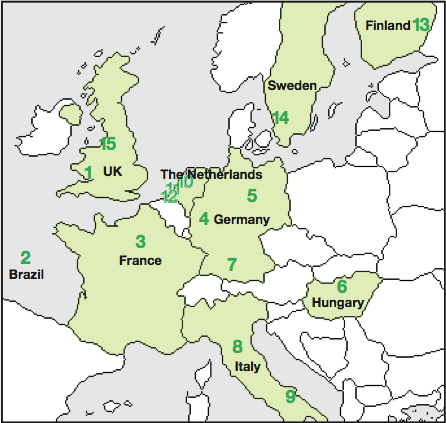 Finland 13
Sweden
14
15
1 UK
The Netherlands
11 10
12
5
4 Germany
3
France
2
Brazil
7
6
Hungary
8
Italy
9